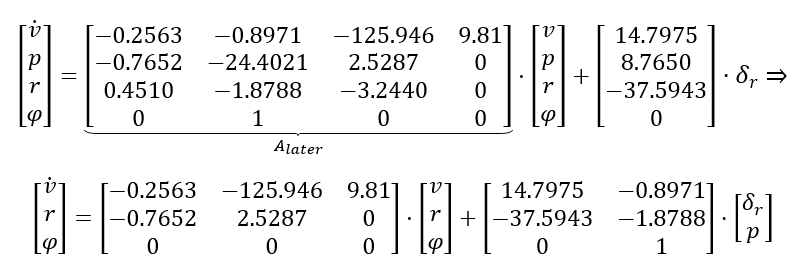 [v̇ p r φ] = [−0.2563 −0.8971 −125.946 9.81; −0.7652 −24.4021 2.5287 0; 0.4510 −1.8788 −3.2440 0; 0 1 0 0] · [v p r φ] + [14.7975; 8.7650; −37.5943; 0] · δᵣ ⇒
A_later
[v̇ r φ] = [−0.2563 −125.946 9.81; −0.7652 2.5287 0; 0 0 0] · [v r φ] + [14.7975 −0.8971; −37.5943 −1.8788; 0 1] · [δᵣ p]